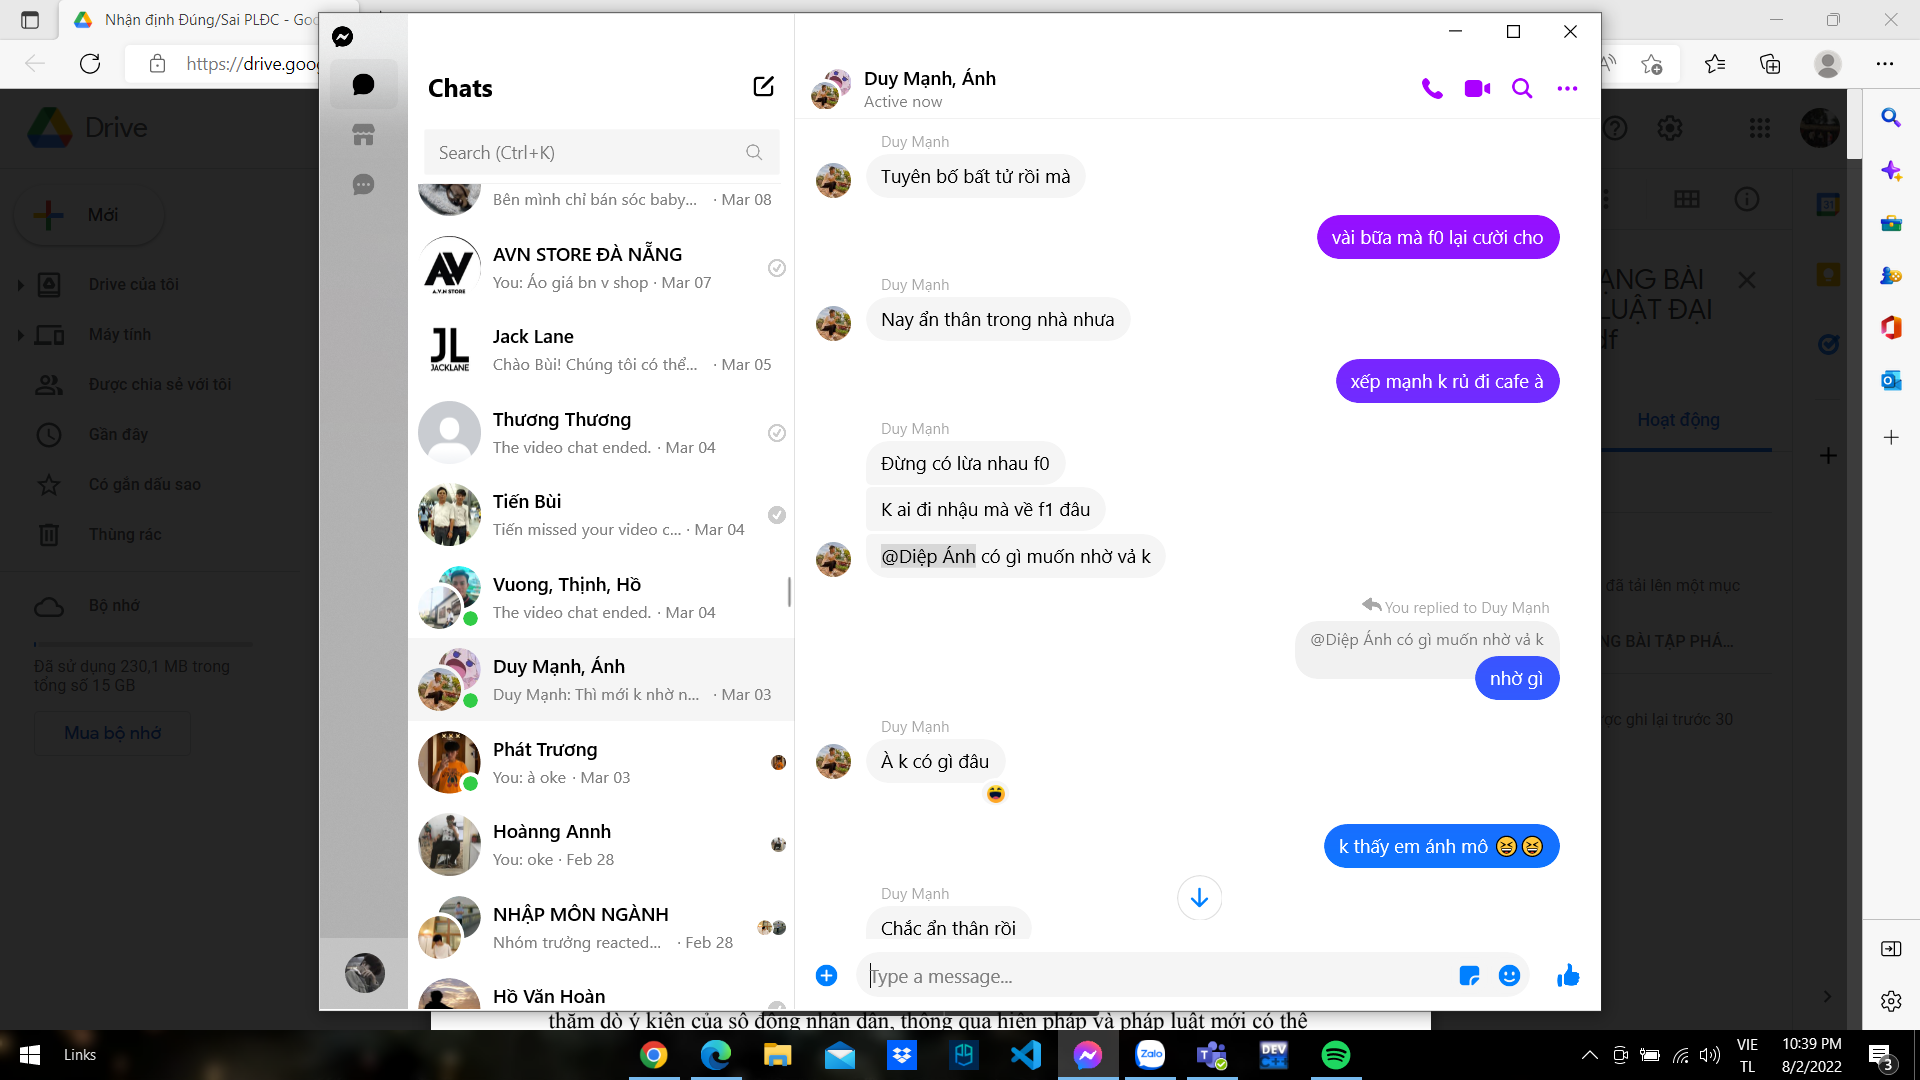 Nhận định Đúng/Sai PLĐC - Goo
https://drive.goog
Drive
Mới
Drive của tôi
Máy tính
Được chia sẻ với tôi
Gần đây
Có gắn dấu sao
Thùng rác
Bộ nhớ
Đã sử dụng 230,1 MB trong
tổng số 15 GB
Mua bộ nhớ
Chats
Search (Ctrl+K)
Bên mình chỉ bán sóc baby... · Mar 08
AVN STORE ĐÀ NẴNG
You: Áo giá bn v shop · Mar 07
AV
A.V.N STORE
Jack Lane
Chào Bùi! Chúng tôi có thể... · Mar 05
JL
JACKLANE
Thương Thương
The video chat ended. · Mar 04
Tiến Bùi
Tiến missed your video c... · Mar 04
Vuong, Thịnh, Hồ
The video chat ended. · Mar 04
Duy Mạnh, Ánh
Duy Mạnh: Thì mới k nhờ n... · Mar 03
Phát Trương
You: à oke · Mar 03
Hoànng Annh
You: oke · Feb 28
NHẬP MÔN NGÀNH
Nhóm trưởng reacted... · Feb 28
Hồ Văn Hoàn
Duy Mạnh, Ánh
Active now
Duy Mạnh
Tuyên bố bất tử rồi mà
vài bữa mà f0 lại cười cho
Duy Mạnh
Nay ẩn thân trong nhà nhưa
xếp mạnh k rủ đi cafe à
Duy Mạnh
Đừng có lừa nhau f0
K ai đi nhậu mà về f1 đâu
@Diệp Ánh có gì muốn nhờ vả k
You replied to Duy Mạnh
@Diệp Ánh có gì muốn nhờ vả k
nhờ gì
Duy Mạnh
À k có gì đâu
k thấy em ánh mô 😆😆
Duy Mạnh
Chắc ẩn thân rồi
Type a message...
ẠNG BÀI
LUẬT ĐẠI
df
Hoạt động
đã tải lên một mục
NG BÀI TẬP PHÁ...
ược ghi lại trước 30
thăm dò ý kiến của số đông nhân dân, thông qua hiến pháp và pháp luật mới có thể
Links
Zalo
DEV
C++
VIE
TL
10:39 PM
8/2/2022
3